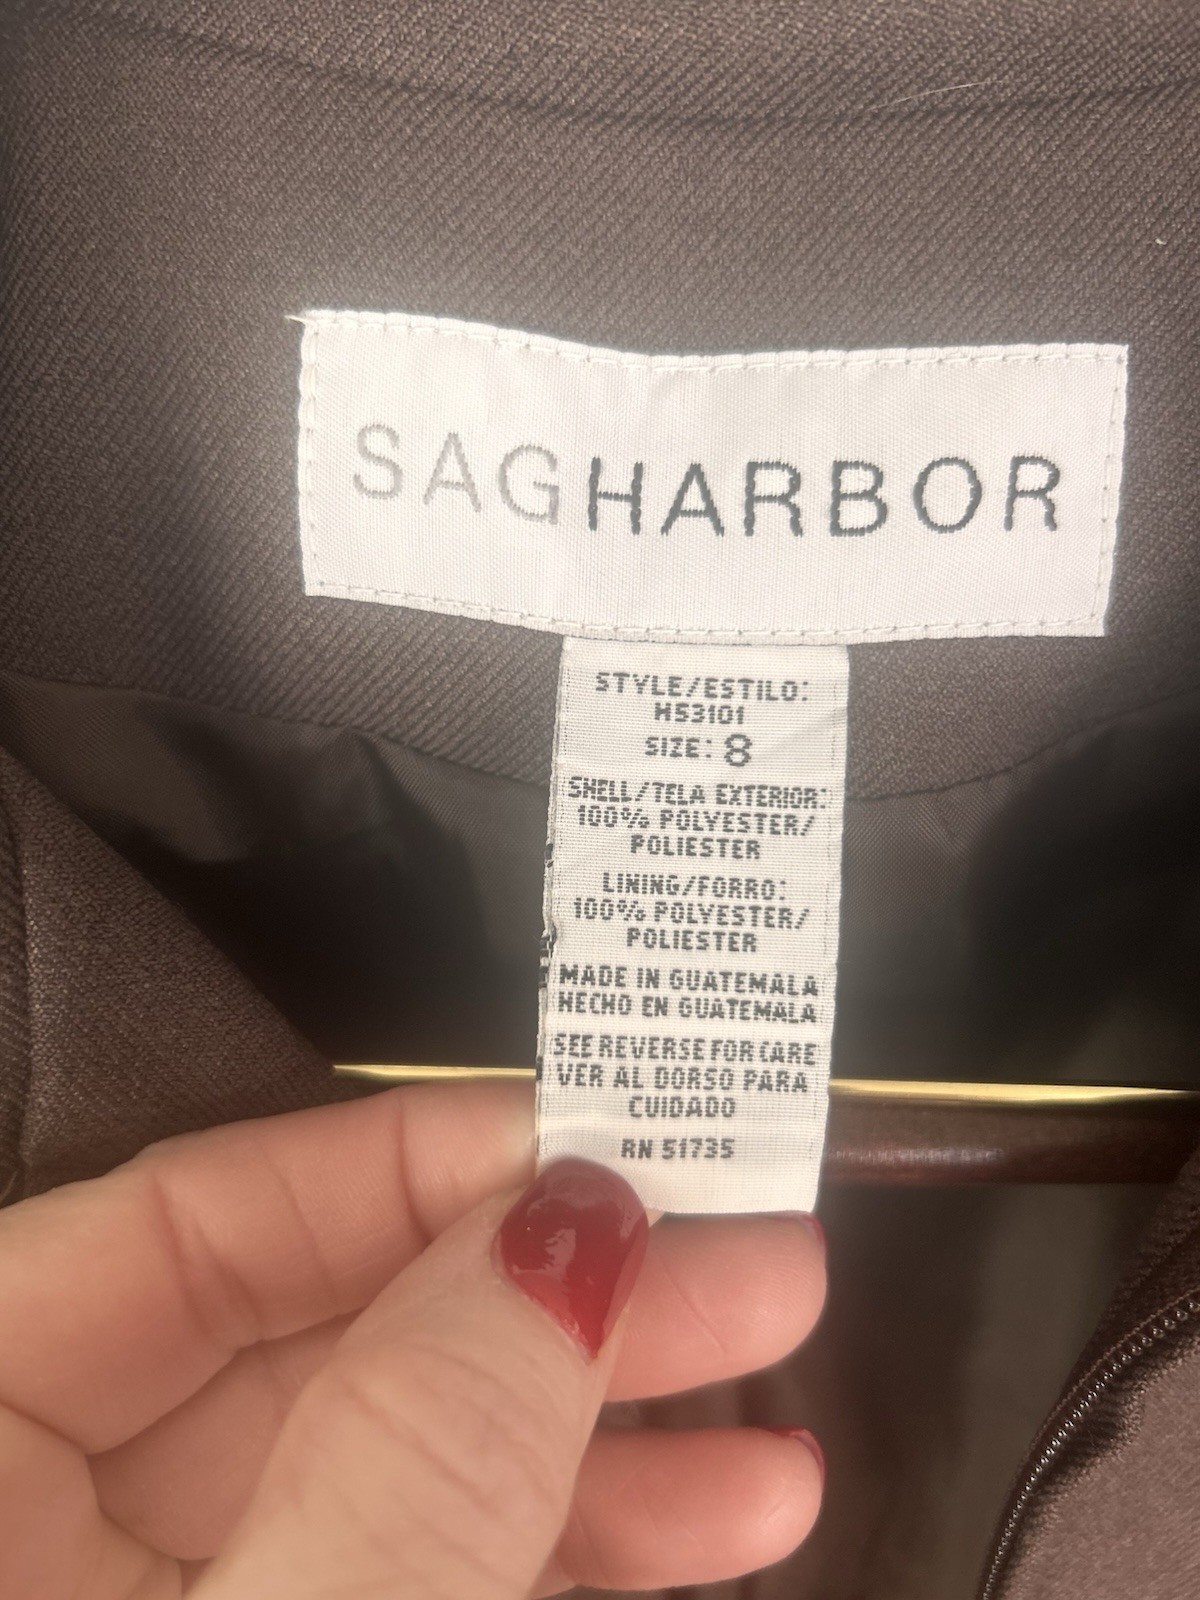 SAGHARBOR
STYLE/ESTILO:
HS3101
SIZE: 8
SHELL/TELA EXTERIOR:
100% POLYESTER/
POLIESTER
LINING/FORRO:
100% POLYESTER/
POLIESTER
MADE IN GUATEMALA
HECHO EN GUATEMALA
SEE REVERSE FOR CARE
VER AL DORSO PARA
CUIDADO
RN 51735